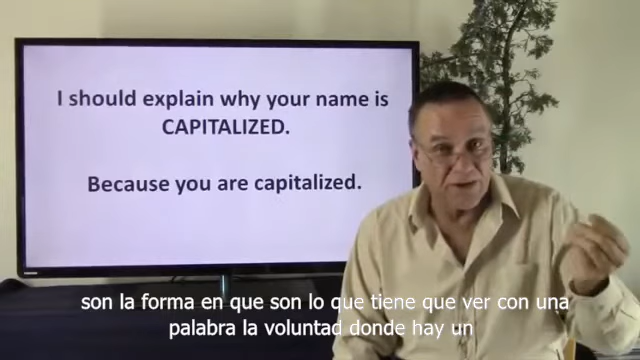 I should explain why your name is
CAPITALIZED.
Because you are capitalized.
son la forma en que son lo que tiene que ver con una
palabra la voluntad donde hay un